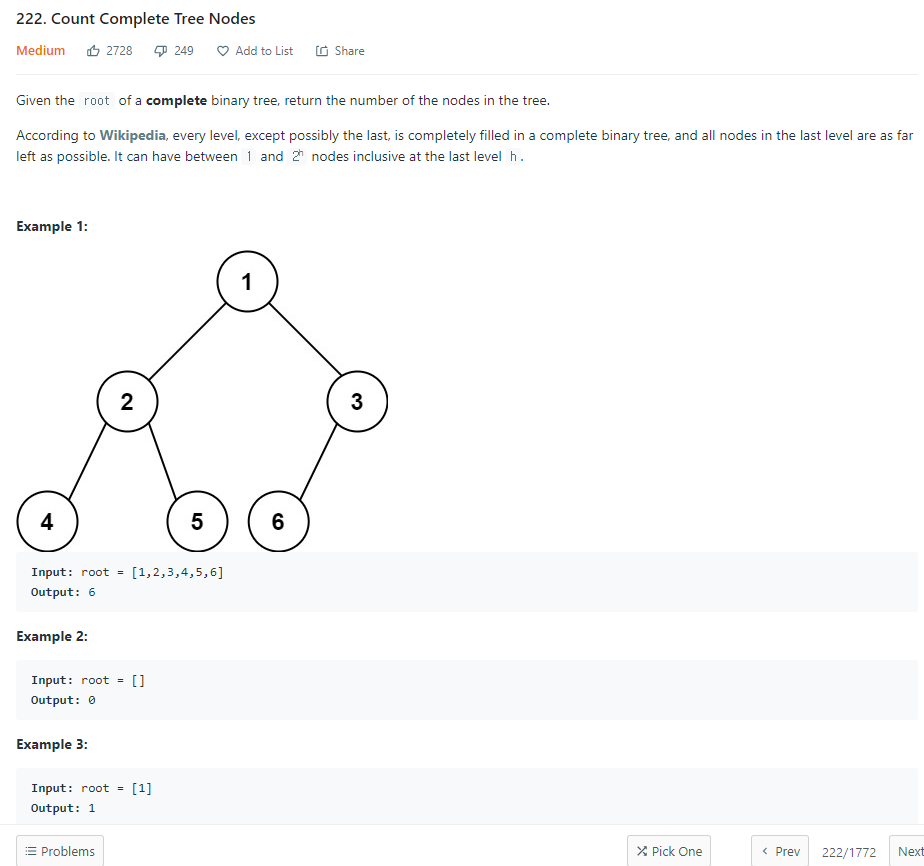 222. Count Complete Tree Nodes
Medium 2728 249 Add to List Share
Given the root of a complete binary tree, return the number of the nodes in the tree.
According to Wikipedia, every level, except possibly the last, is completely filled in a complete binary tree, and all nodes in the last level are as far
left as possible. It can have between 1 and 2h nodes inclusive at the last level h.
Example 1:
1
2 3
4 5 6
Input: root = [1,2,3,4,5,6]
Output: 6
Example 2:
Input: root = []
Output: 0
Example 3:
Input: root = [1]
Output: 1
Problems Pick One Prev 222/1772 Next